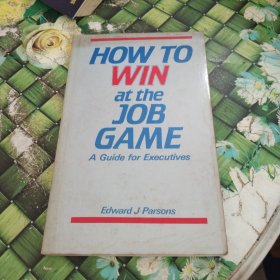 HOW TO
WIN
at the
JOB
GAME
A Guide for Executives
Edward J Parsons